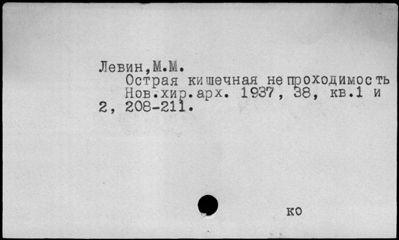 Левин,М.М.
Острая кишечная непроходимость
Нов.хир.арх. 1937, 38, кв.1 и
2, 208-211.
ко